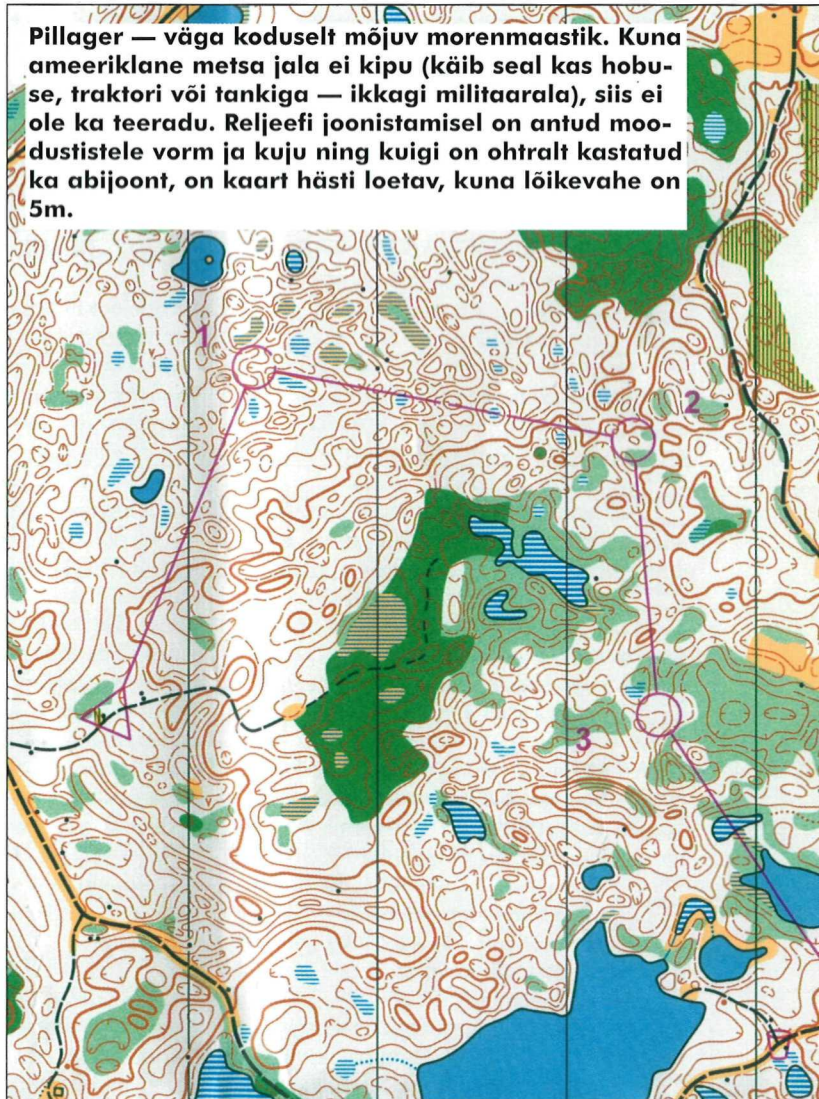 Pillager — väga koduselt mõjuv morenmaastik. Kuna
ameeriklane metsa jala ei kipu (käib seal kas hobu-
se, traktori või tankiga — ikkagi militaarala), siis ei
ole ka teeradu. Reljeefi joonistamisel on antud moo-
dustistele vorm ja kuju ning kuigi on ohtralt kastatud
ka abijoont, on kaart hästi loetav, kuna lõikevahe on
5m.
1
2
3